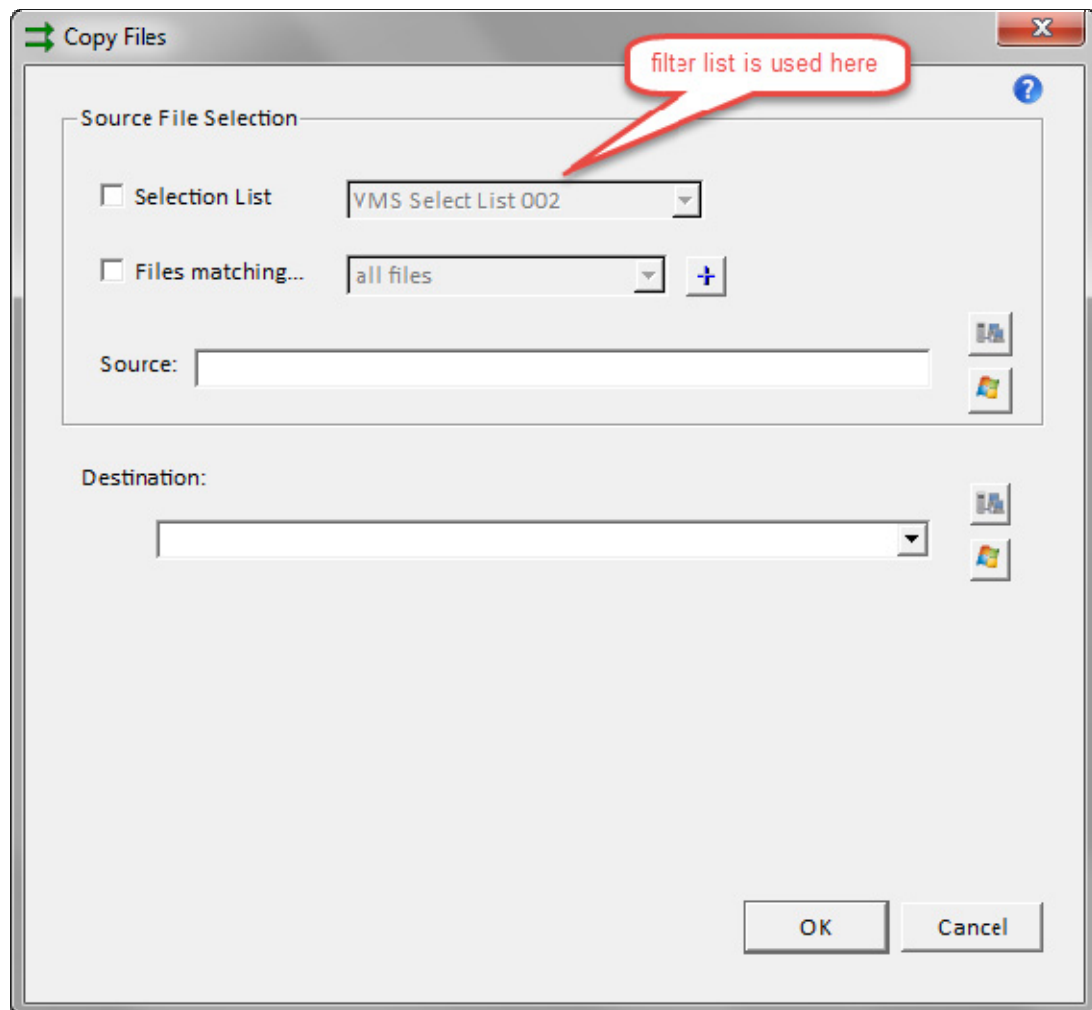 Copy Files
filter list is used here
Source File Selection
Selection List
VMS Select List 002
Files matching...
all files
Source:
Destination:
OK
Cancel